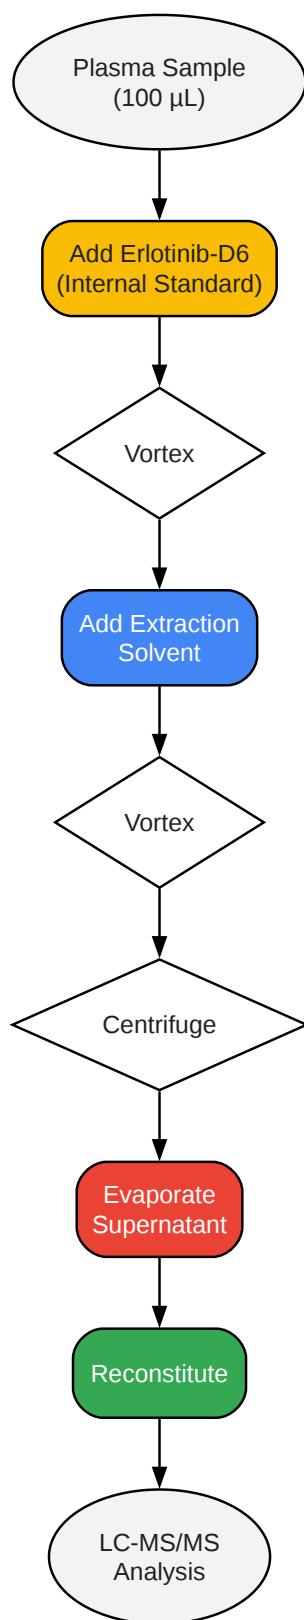 Plasma Sample
(100 µL)
Add Erlotinib-D6
(Internal Standard)
Vortex
Add Extraction
Solvent
Vortex
Centrifuge
Evaporate
Supernatant
Reconstitute
LC-MS/MS
Analysis